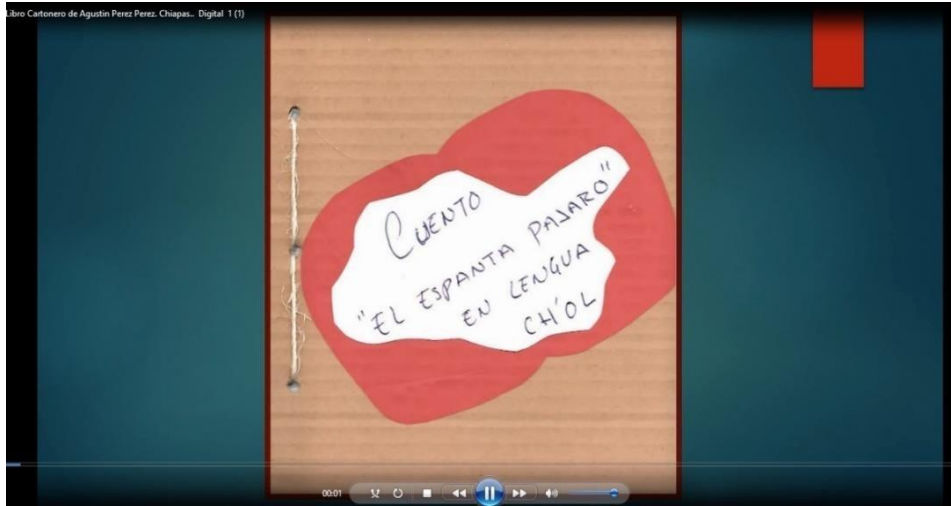 Libro Cartonero de Agustin Perez Perez. Chiapas.. Digital 1 (1)
CUENTO
"EL ESPANTA PAJARO"
EN LENGUA
CH'OL
00:01